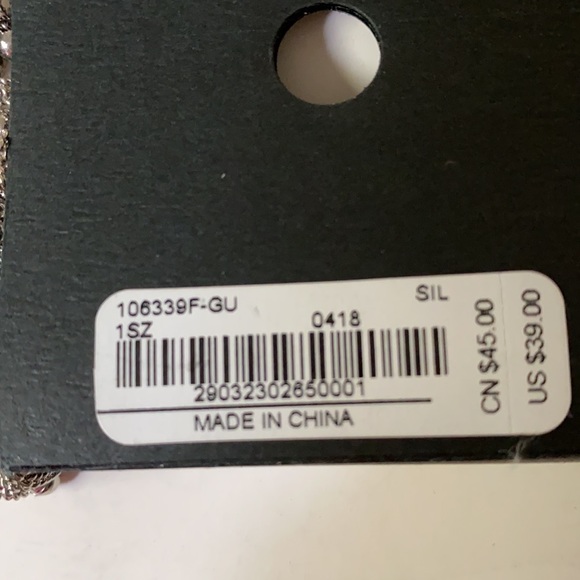 106339F-GU SIL
1SZ 0418
29032302650001
MADE IN CHINA
CN $45.00
US $39.00